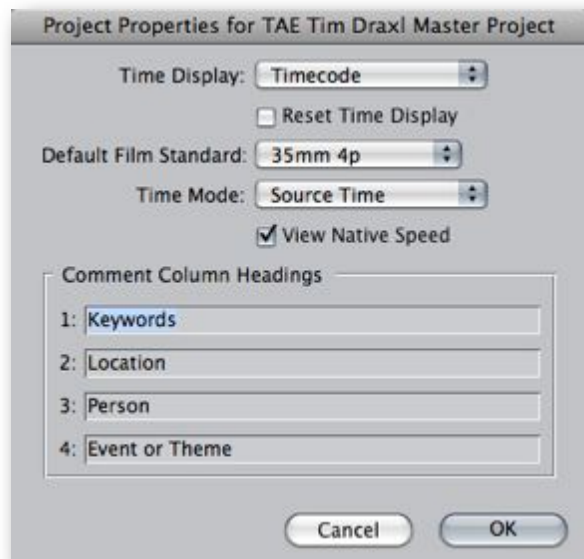 Project Properties for TAE Tim Draxl Master Project
Time Display: Timecode
Reset Time Display
Default Film Standard: 35mm 4p
Time Mode: Source Time
View Native Speed
Comment Column Headings
1: Keywords
2: Location
3: Person
4: Event or Theme
Cancel OK